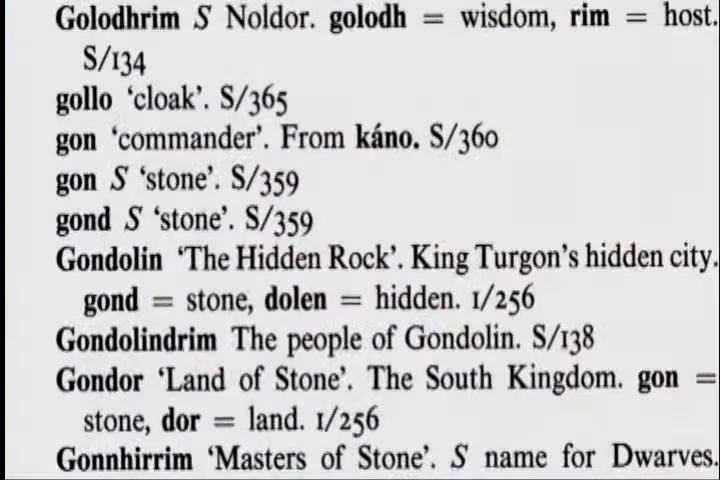 Golodhrim S Noldor. golodh = wisdom, rim = host.
S/134
gollo ‘cloak’. S/365
gon ‘commander’. From káno. S/360
gon S ‘stone’. S/359
gond S ‘stone’. S/359
Gondolin ‘The Hidden Rock’. King Turgon’s hidden city.
gond = stone, dolen = hidden. 1/256
Gondolindrim The people of Gondolin. S/138
Gondor ‘Land of Stone’. The South Kingdom. gon =
stone, dor = land. 1/256
Gonnhirrim ‘Masters of Stone’. S name for Dwarves.